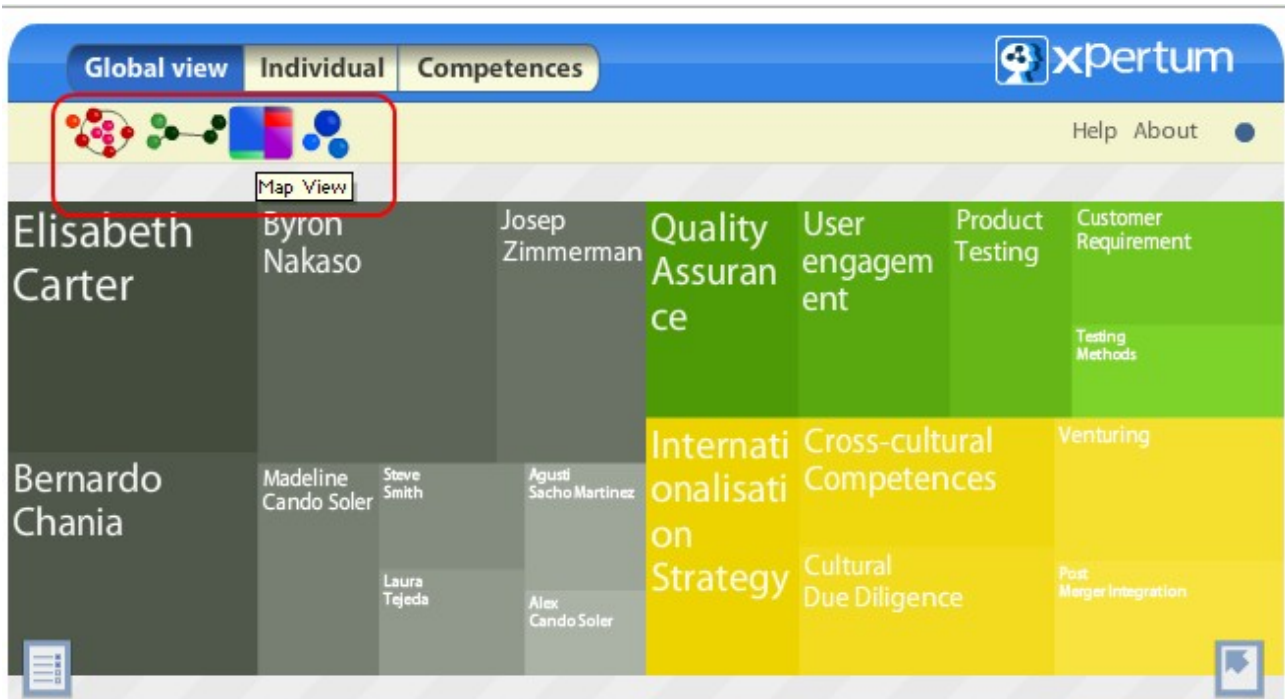 Global view
Individual
Competences
xpertum
Help
About
Map View
Elisabeth
Carter
Byron
Nakaso
Josep
Zimmerman
Quality
Assuran
ce
User
engagem
ent
Product
Testing
Customer
Requirement
Testing
Methods
Bernardo
Chania
Madeline
Cando Soler
Steve
Smith
Agusti
Sacho Martinez
Laura
Tejeda
Alex
Cando Soler
Internati
onalisati
on
Strategy
Cross-cultural
Competences
Venturing
Cultural
Due Diligence
Post
Merger Integration